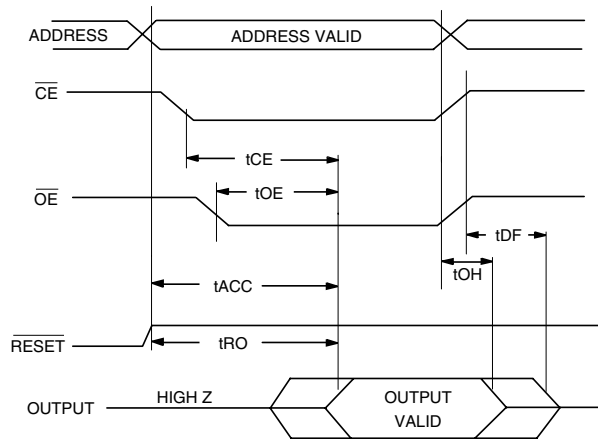 ADDRESS
ADDRESS VALID
CE
tCE
tOE
OE
tDF
tOH
tACC
RESET
tRO
HIGH Z
OUTPUT
OUTPUT
VALID